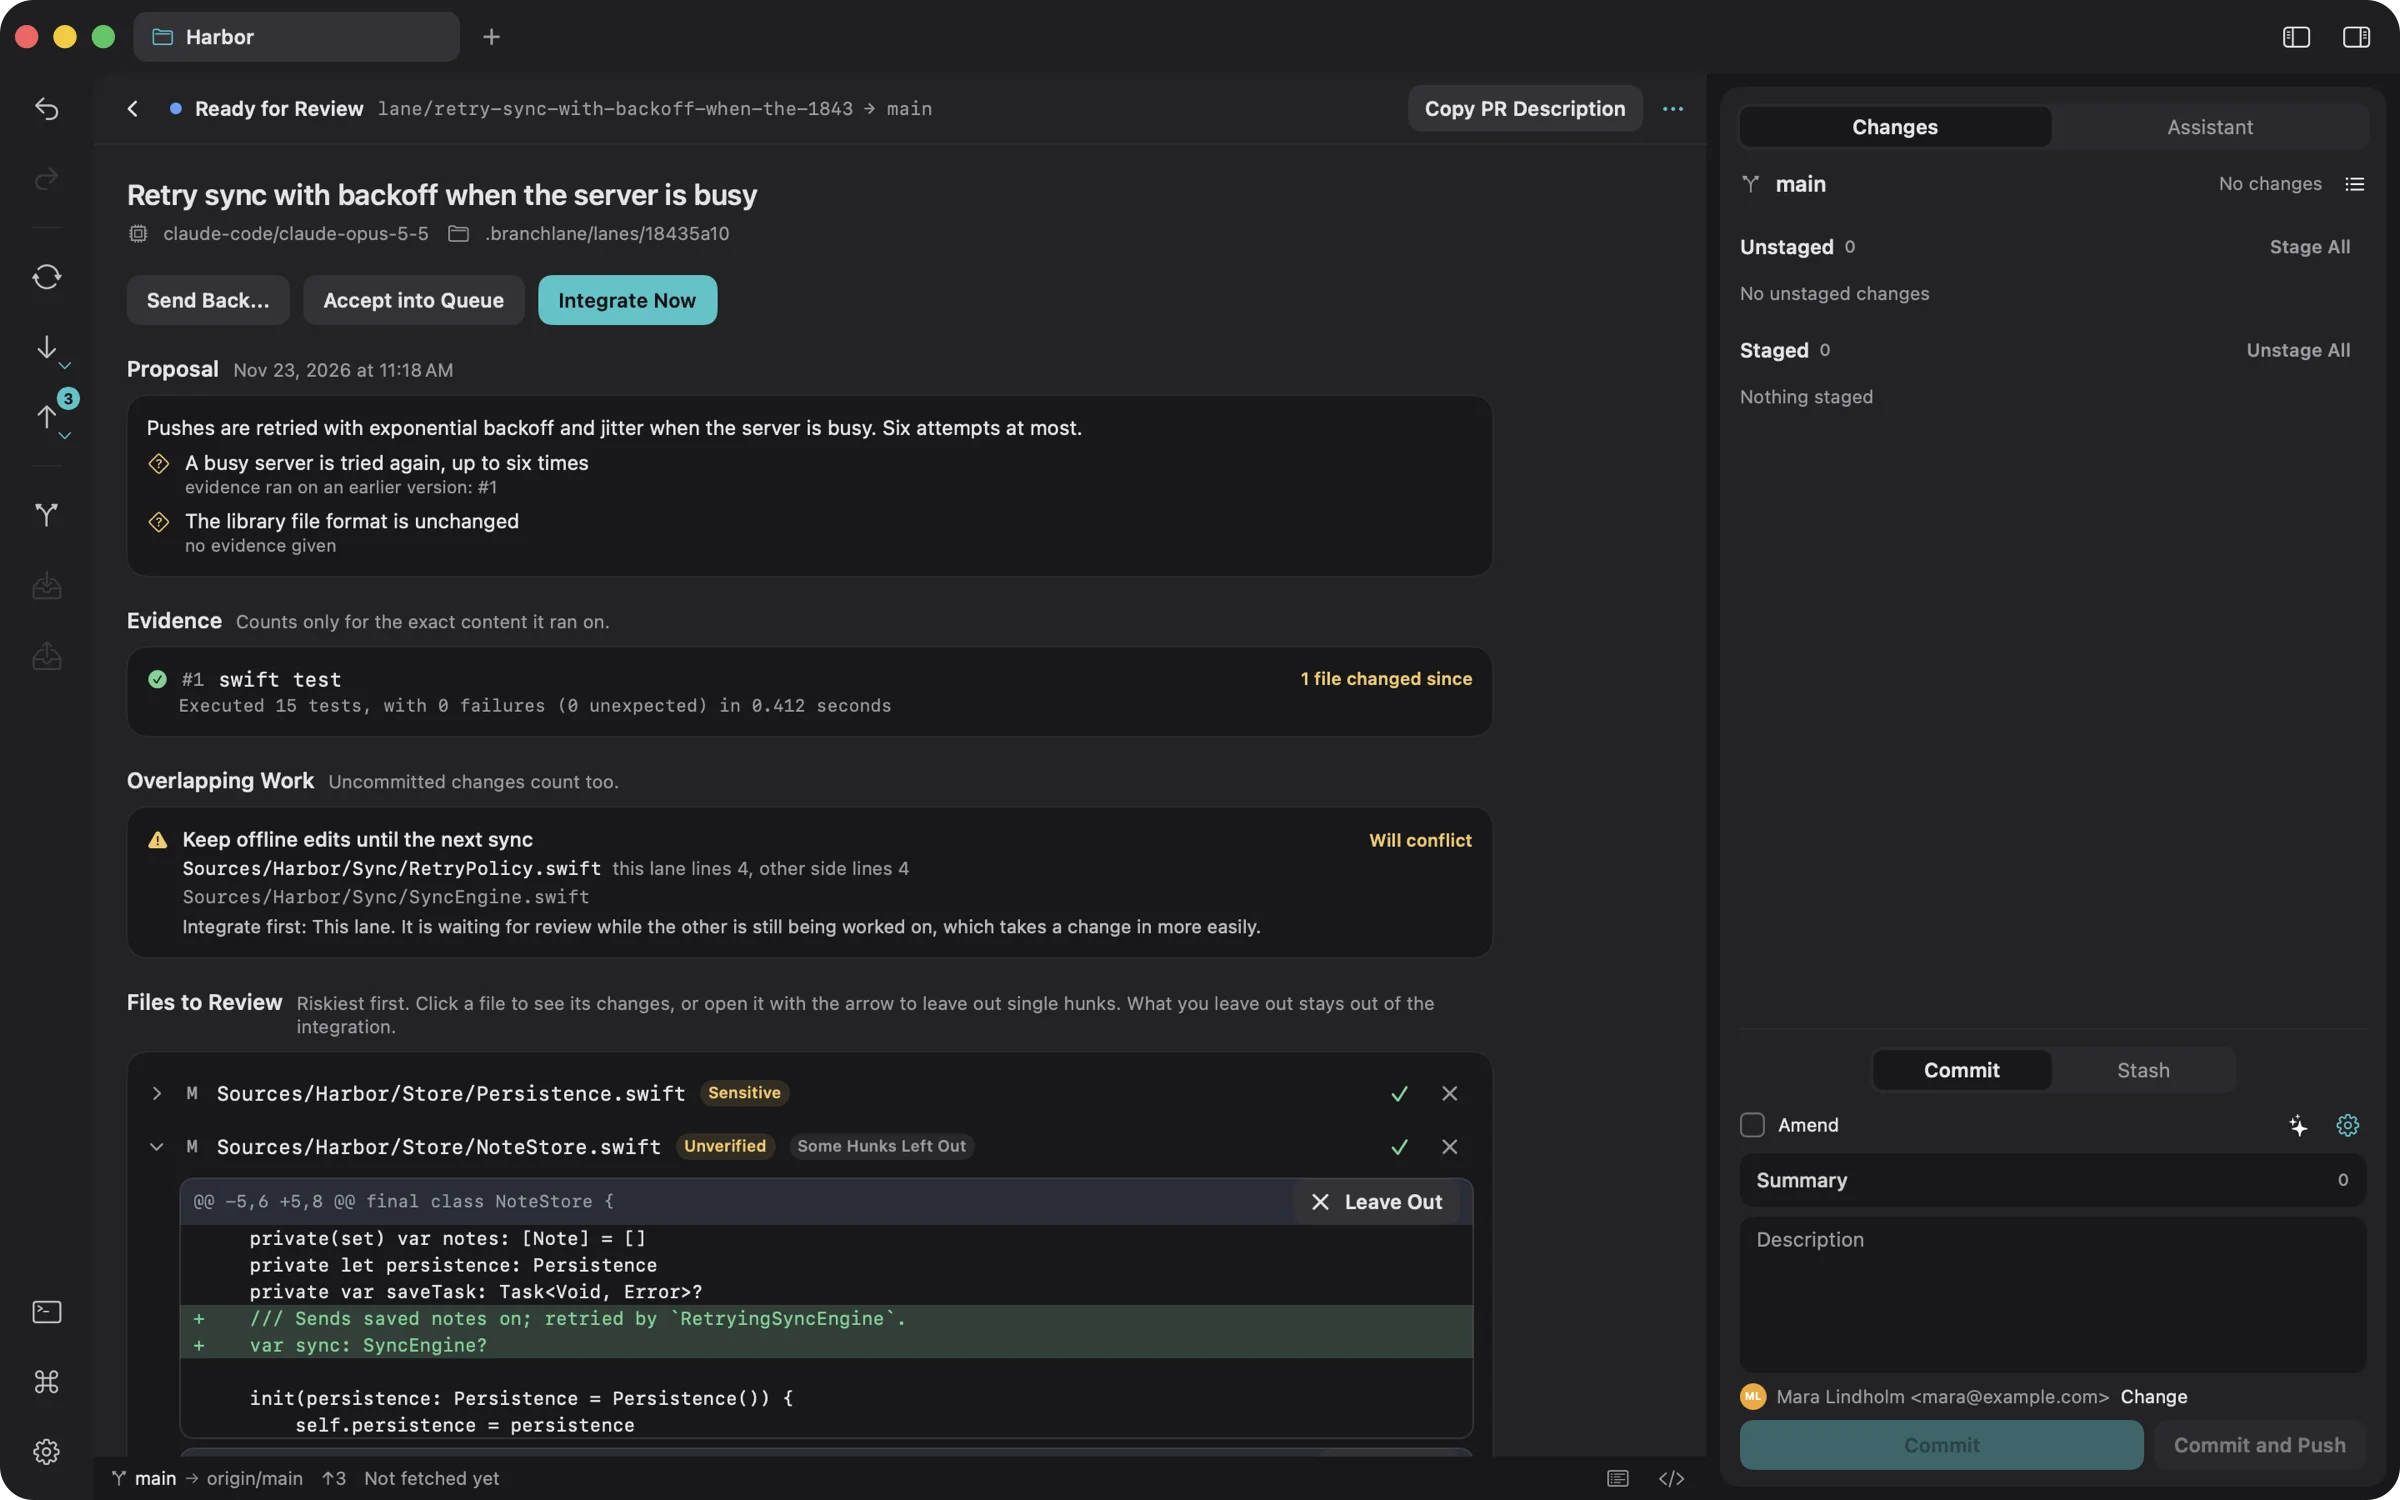 Harbor
Ready for Review lane/retry-sync-with-backoff-when-the-1843 → main
Copy PR Description
Retry sync with backoff when the server is busy
claude-code/claude-opus-5-5 .branchlane/lanes/18435a10
Send Back... Accept into Queue Integrate Now
Proposal Nov 23, 2026 at 11:18 AM
Pushes are retried with exponential backoff and jitter when the server is busy. Six attempts at most.
A busy server is tried again, up to six times
evidence ran on an earlier version: #1
The library file format is unchanged
no evidence given
Evidence Counts only for the exact content it ran on.
#1 swift test 1 file changed since
Executed 15 tests, with 0 failures (0 unexpected) in 0.412 seconds
Overlapping Work Uncommitted changes count too.
Keep offline edits until the next sync Will conflict
Sources/Harbor/Sync/RetryPolicy.swift this lane lines 4, other side lines 4
Sources/Harbor/Sync/SyncEngine.swift
Integrate first: This lane. It is waiting for review while the other is still being worked on, which takes a change in more easily.
Files to Review Riskiest first. Click a file to see its changes, or open it with the arrow to leave out single hunks. What you leave out stays out of the
integration.
M Sources/Harbor/Store/Persistence.swift Sensitive
M Sources/Harbor/Store/NoteStore.swift Unverified Some Hunks Left Out
@@ -5,6 +5,8 @@ final class NoteStore { Leave Out
private(set) var notes: [Note] = []
private let persistence: Persistence
private var saveTask: Task<Void, Error>?
+ /// Sends saved notes on; retried by `RetryingSyncEngine`.
+ var sync: SyncEngine?
init(persistence: Persistence = Persistence()) {
self.persistence = persistence
main → origin/main ↑3 Not fetched yet
3
Changes Assistant
main No changes
Unstaged 0 Stage All
No unstaged changes
Staged 0 Unstage All
Nothing staged
Commit Stash
Amend
Summary 0
Description
ML Mara Lindholm <mara@example.com> Change
Commit Commit and Push